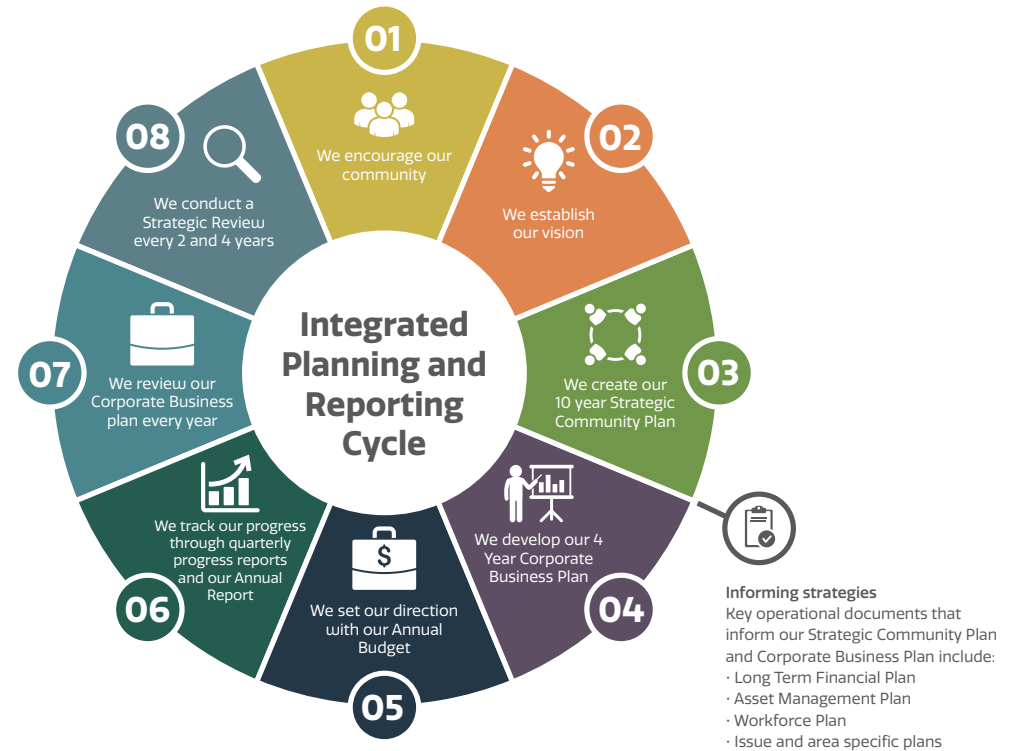 Integrated
Planning and
Reporting
Cycle
01
We encourage our
community
02
We establish
our vision
03
We create our
10 year Strategic
Community Plan
04
We develop our 4
Year Corporate
Business Plan
05
$
We set our direction
with our Annual
Budget
06
We track our progress
through quarterly
progress reports
and our Annual
Report
07
We review our
Corporate Business
plan every year
08
We conduct a
Strategic Review
every 2 and 4 years
Informing strategies
Key operational documents that
inform our Strategic Community Plan
and Corporate Business Plan include:
· Long Term Financial Plan
· Asset Management Plan
· Workforce Plan
· Issue and area specific plans